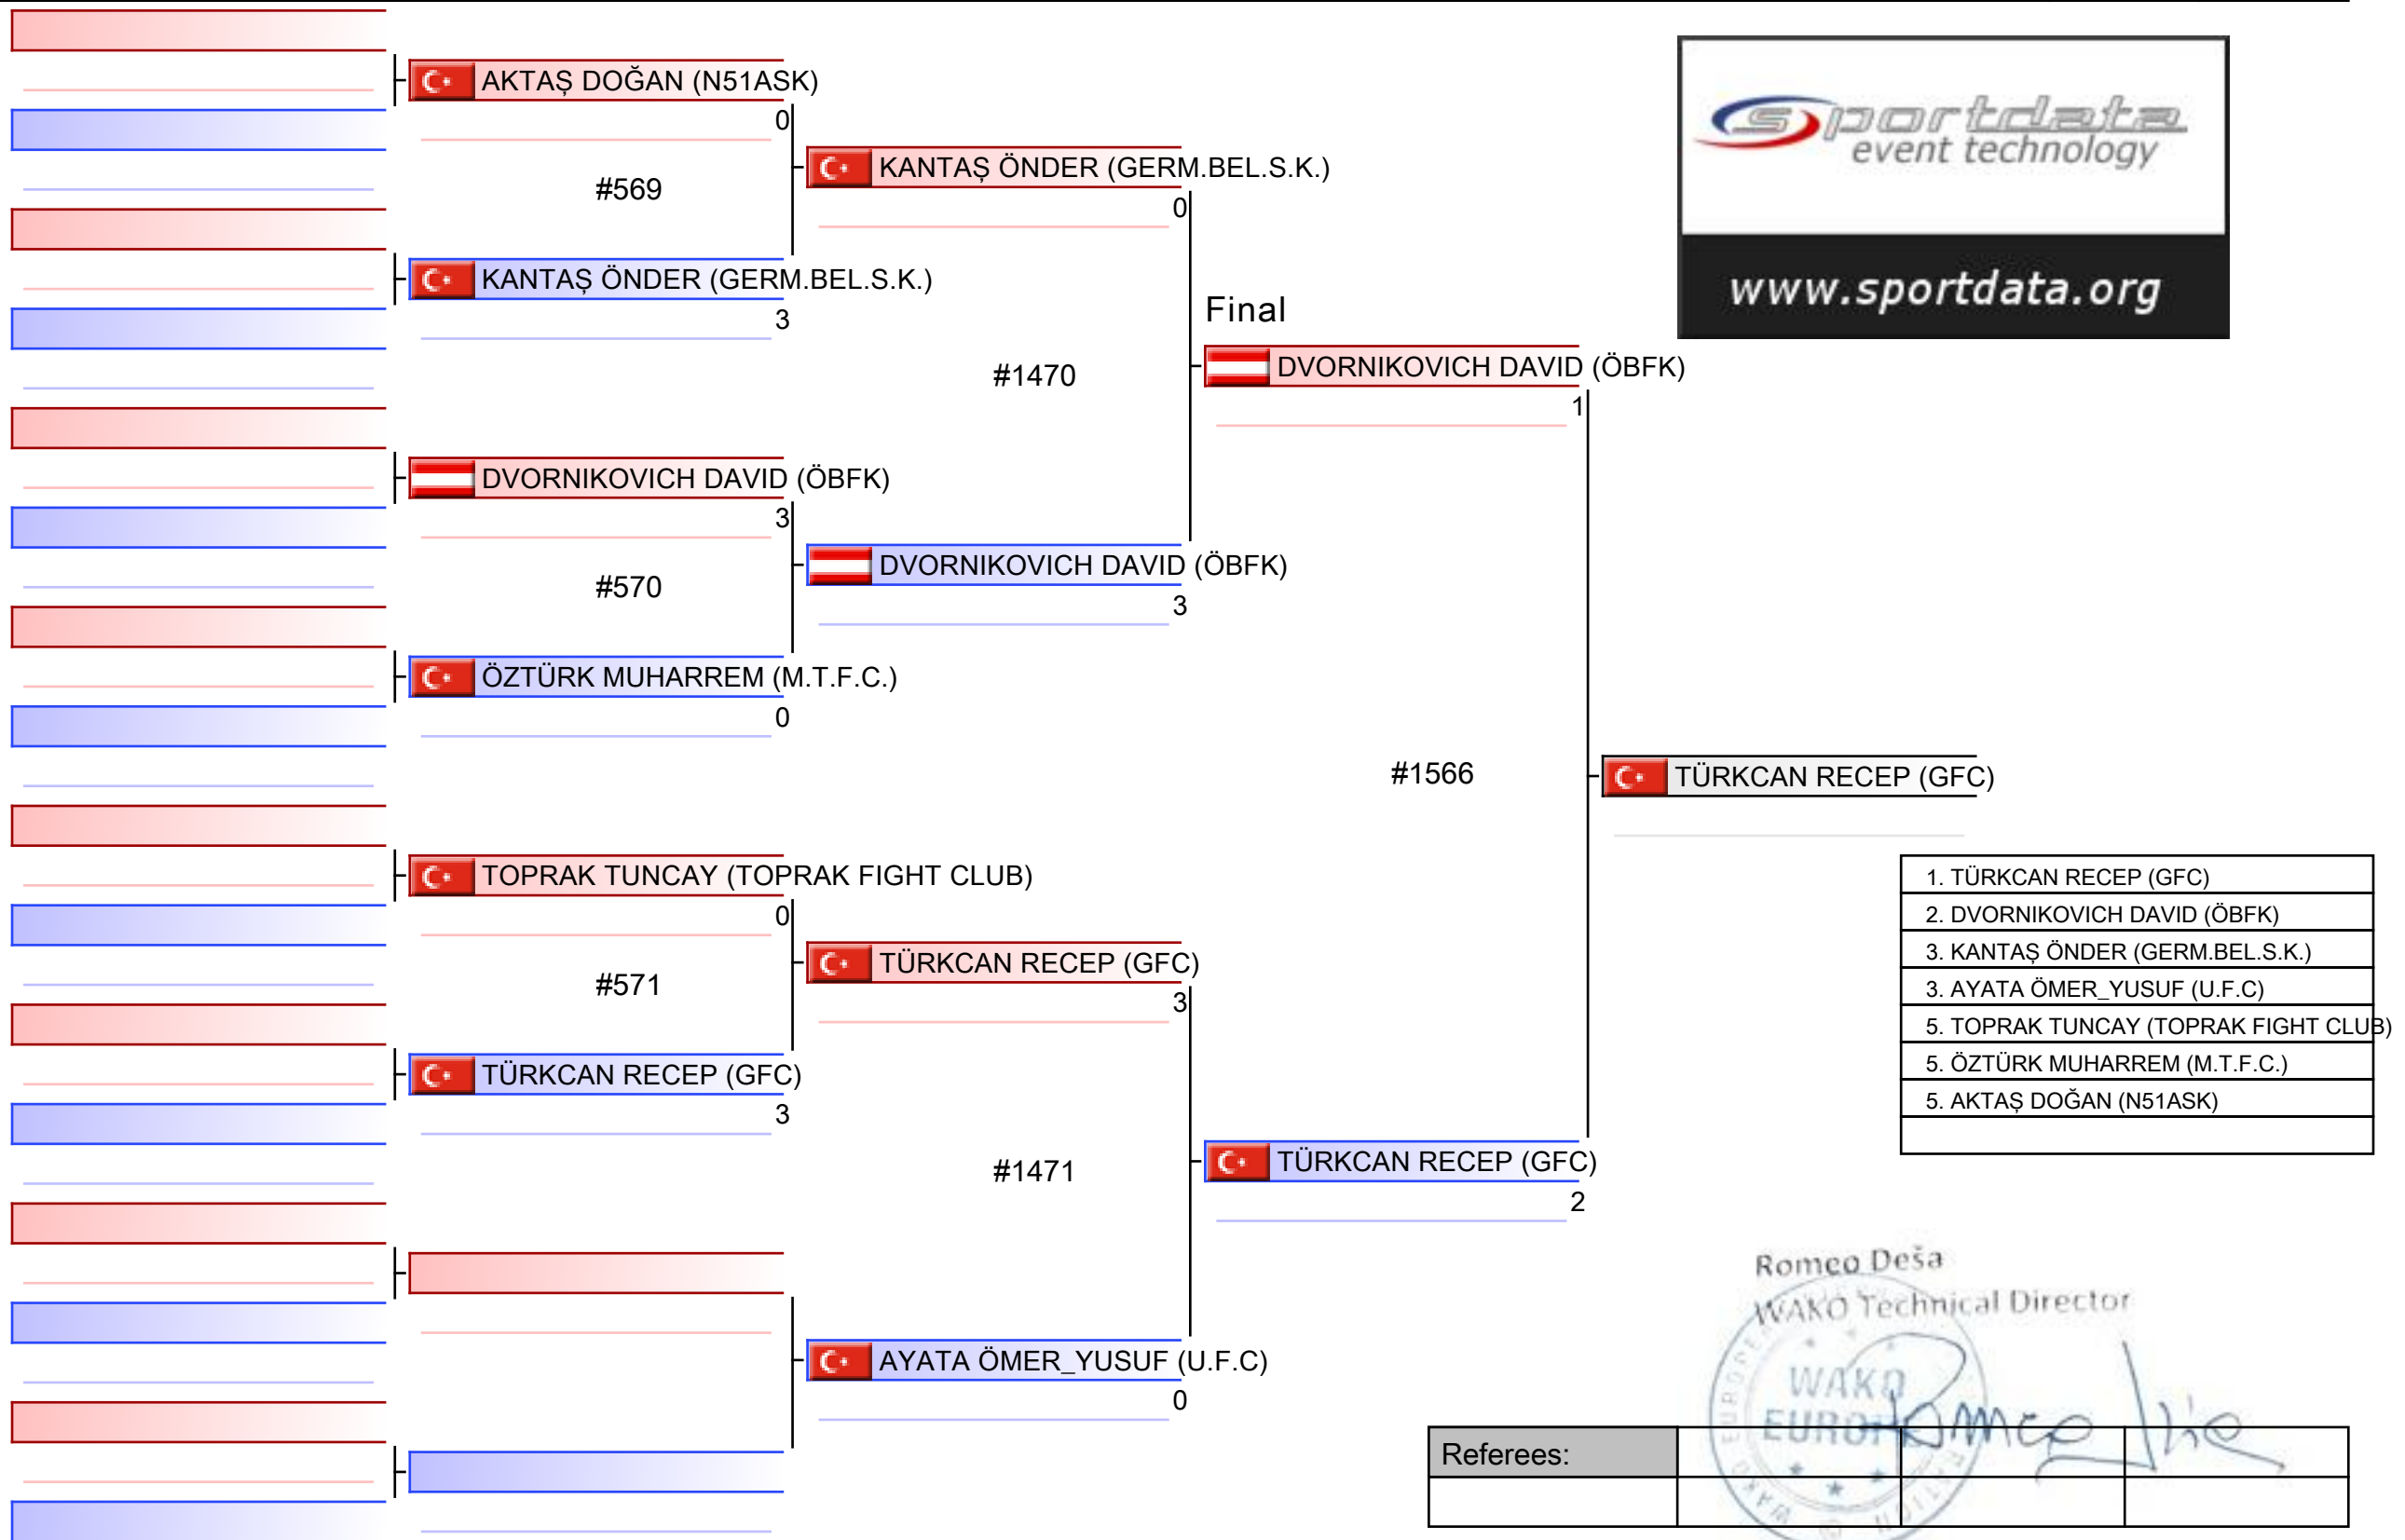 AKTAŞ DOĞAN (N51ASK)
0
#569
KANTAŞ ÖNDER (GERM.BEL.S.K.)
3
DVORNIKOVICH DAVID (ÖBFK)
3
#570
ÖZTÜRK MUHARREM (M.T.F.C.)
0
TOPRAK TUNCAY (TOPRAK FIGHT CLUB)
0
#571
TÜRKCAN RECEP (GFC)
3
KANTAŞ ÖNDER (GERM.BEL.S.K.)
0
#1470
DVORNIKOVICH DAVID (ÖBFK)
3
TÜRKCAN RECEP (GFC)
3
#1471
AYATA ÖMER_YUSUF (U.F.C)
0
Final
DVORNIKOVICH DAVID (ÖBFK)
1
#1566
TÜRKCAN RECEP (GFC)
2
TÜRKCAN RECEP (GFC)
sportdata
event technology
www.sportdata.org
1. TÜRKCAN RECEP (GFC)
2. DVORNIKOVICH DAVID (ÖBFK)
3. KANTAŞ ÖNDER (GERM.BEL.S.K.)
3. AYATA ÖMER_YUSUF (U.F.C)
5. TOPRAK TUNCAY (TOPRAK FIGHT CLUB)
5. ÖZTÜRK MUHARREM (M.T.F.C.)
5. AKTAŞ DOĞAN (N51ASK)
Romeo Deša
WAKO Technical Director
WAKO
EUROPE
Referees: